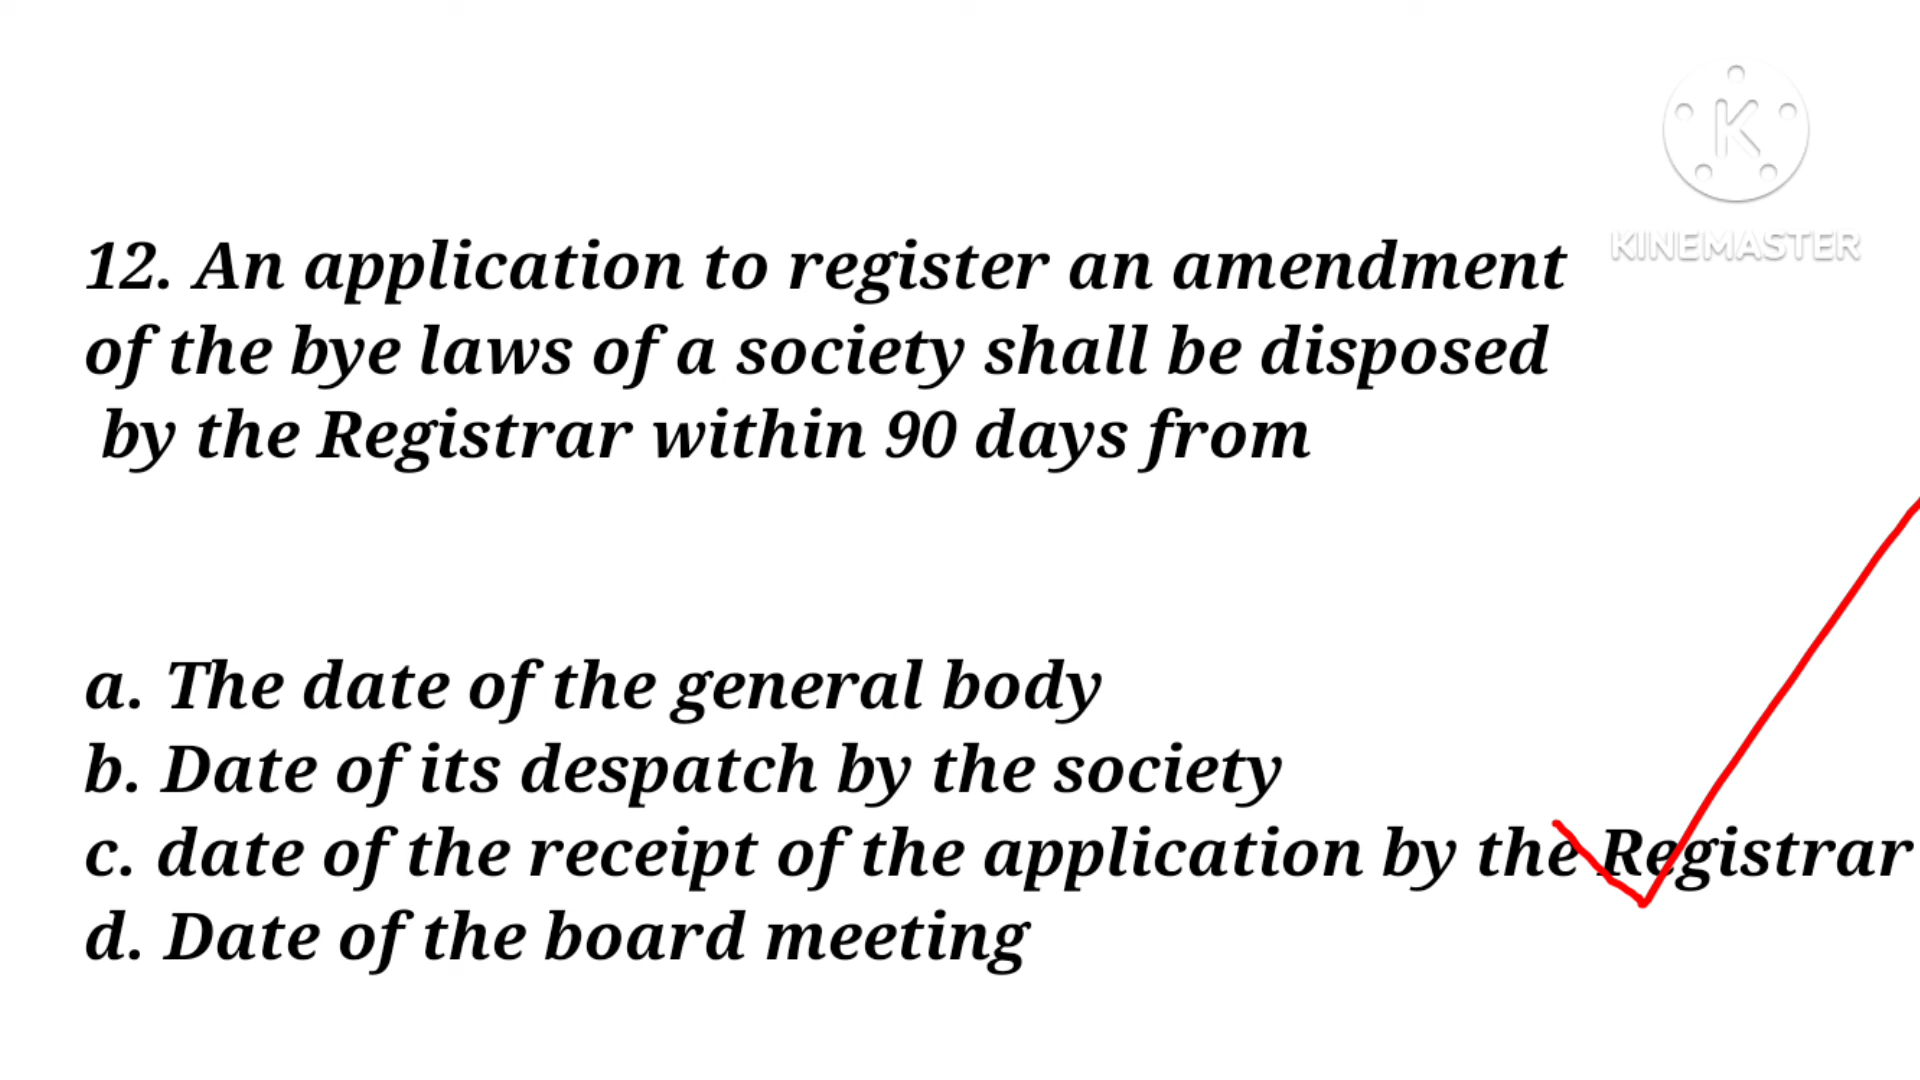 K
KINEMASTER
12. An application to register an amendment
of the bye laws of a society shall be disposed
by the Registrar within 90 days from
a. The date of the general body
b. Date of its despatch by the society
c. date of the receipt of the application by the Registrar
d. Date of the board meeting